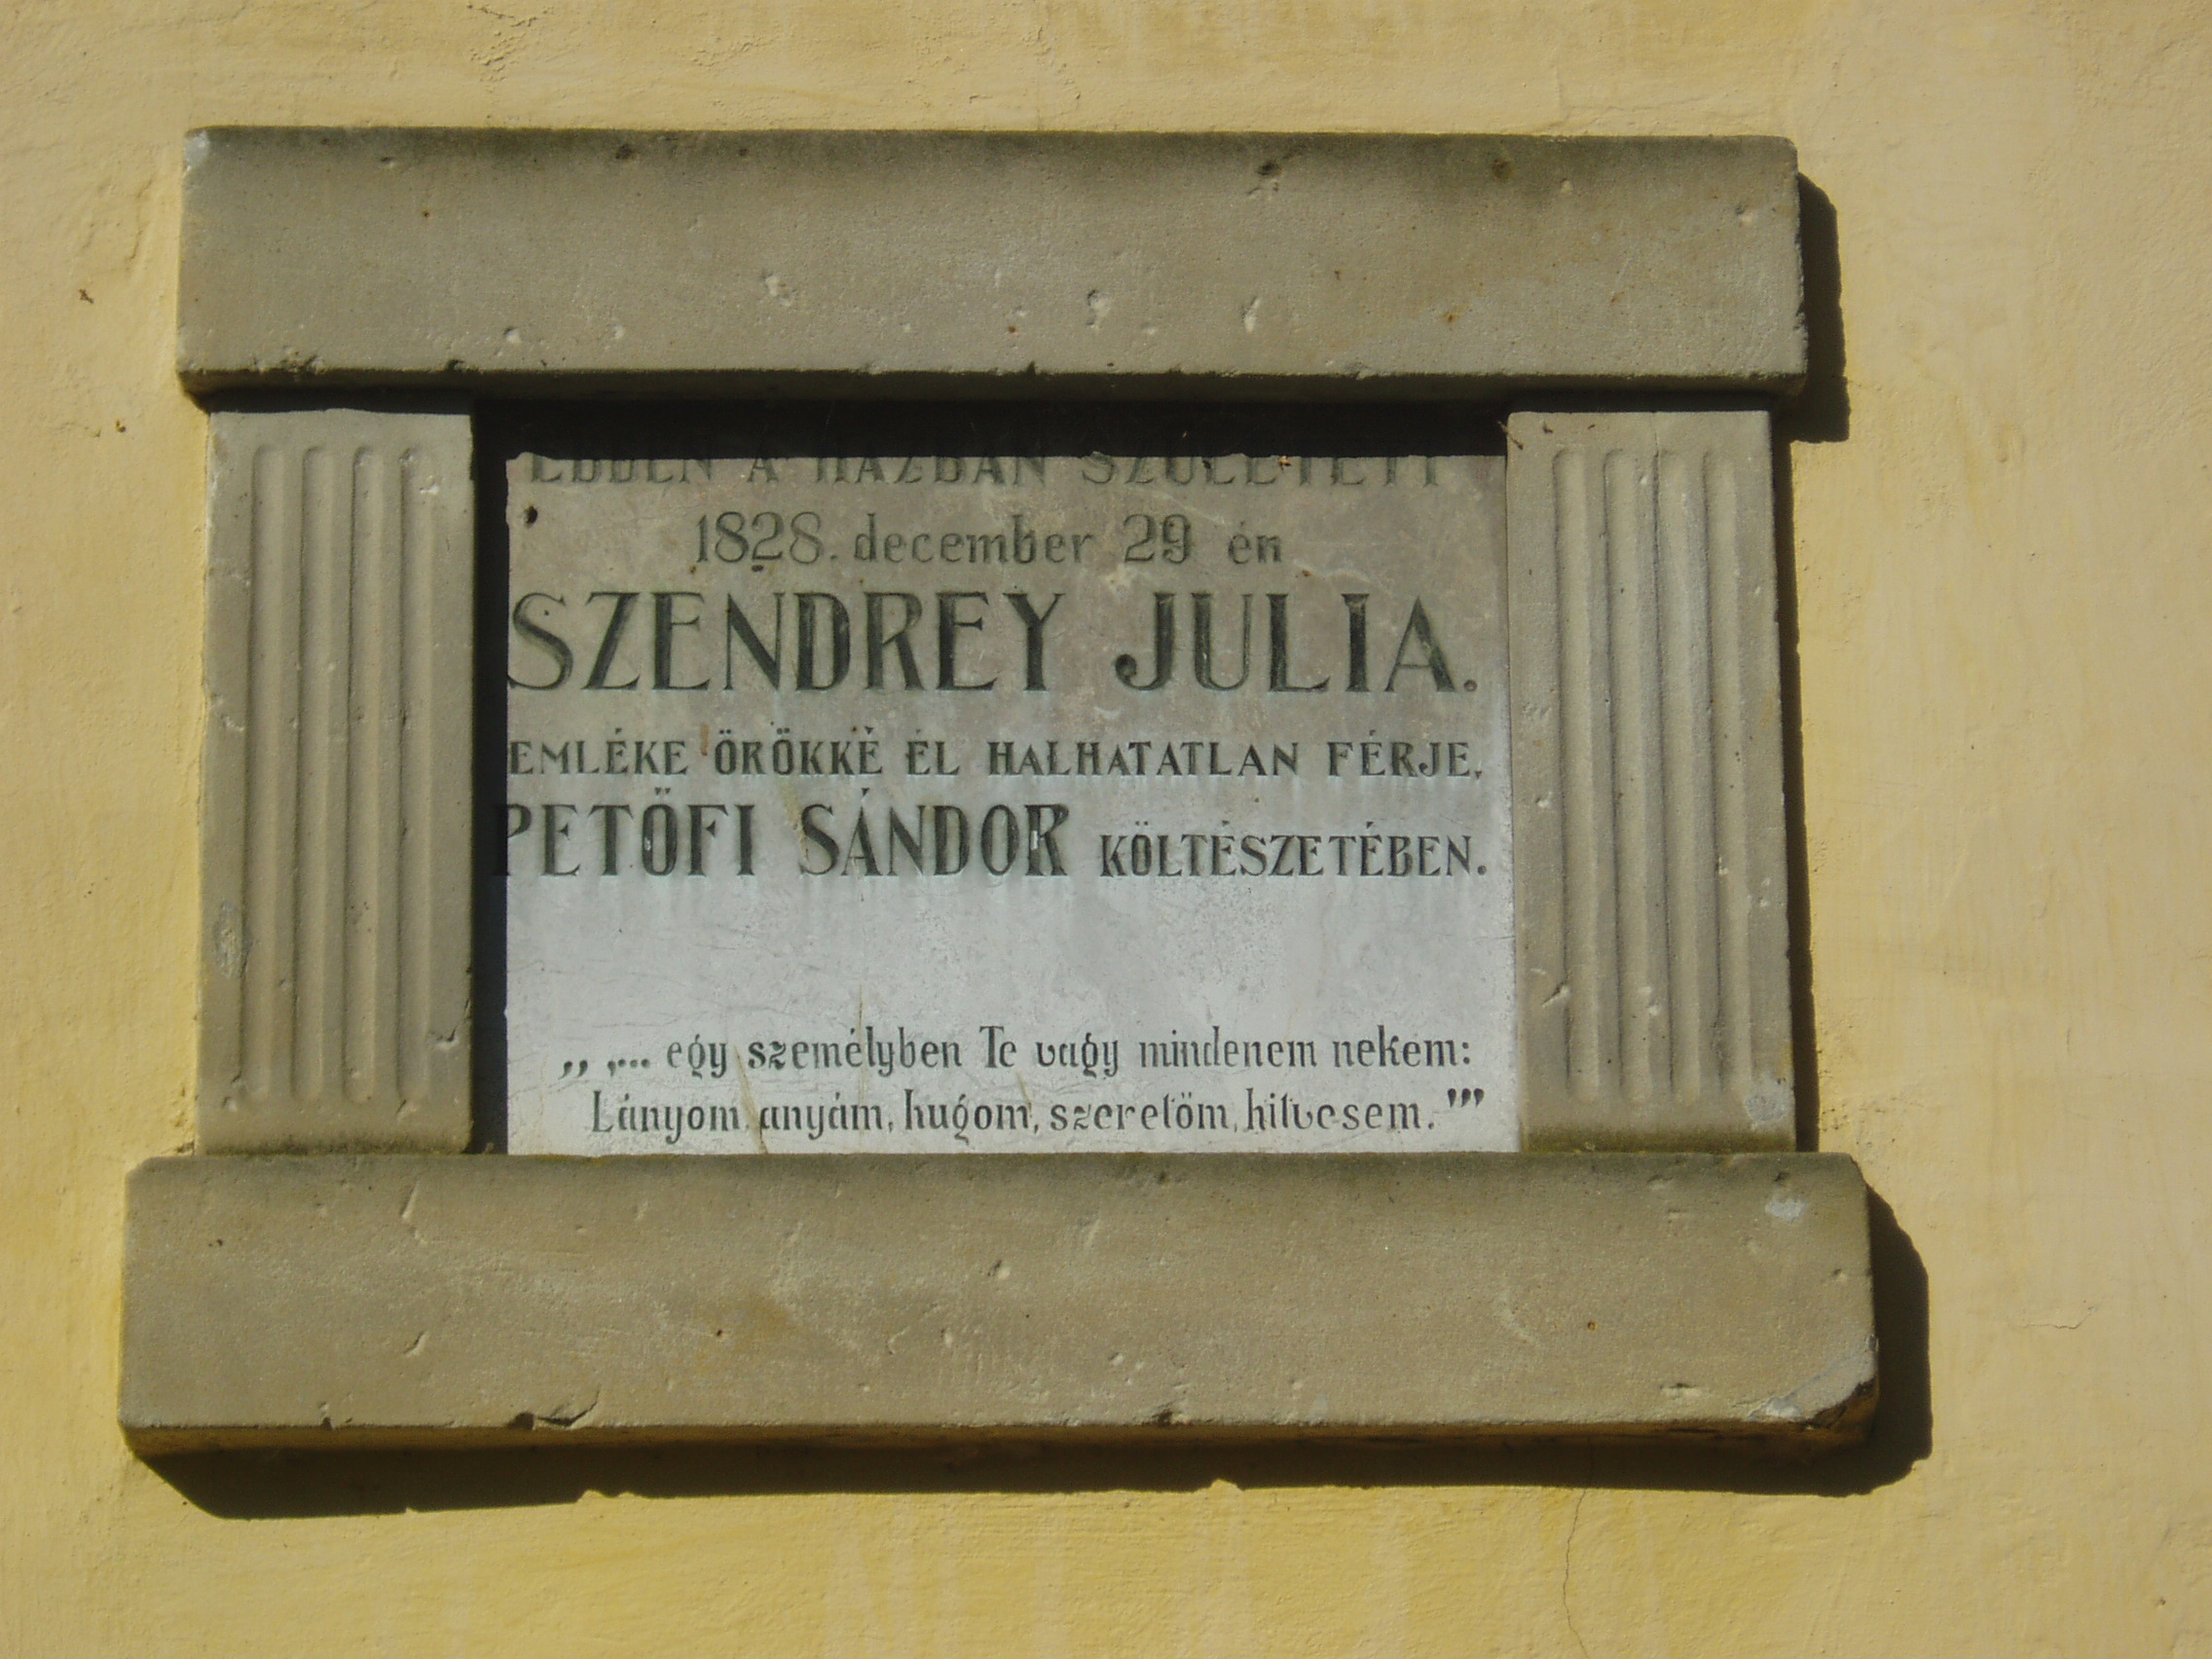 EBBEN A HÁZBAN SZÜLETETT
1828. december 29 én
SZENDREY JULIA.
EMLÉKE ÖRÖKKÉ ÉL HALHATATLAN FÉRJE,
PETŐFI SÁNDOR KÖLTÉSZETÉBEN.
„ „... egy személyben Te vagy mindenem nekem:
Lányom, anyám, hugom, szeretöm, hitvesem."'